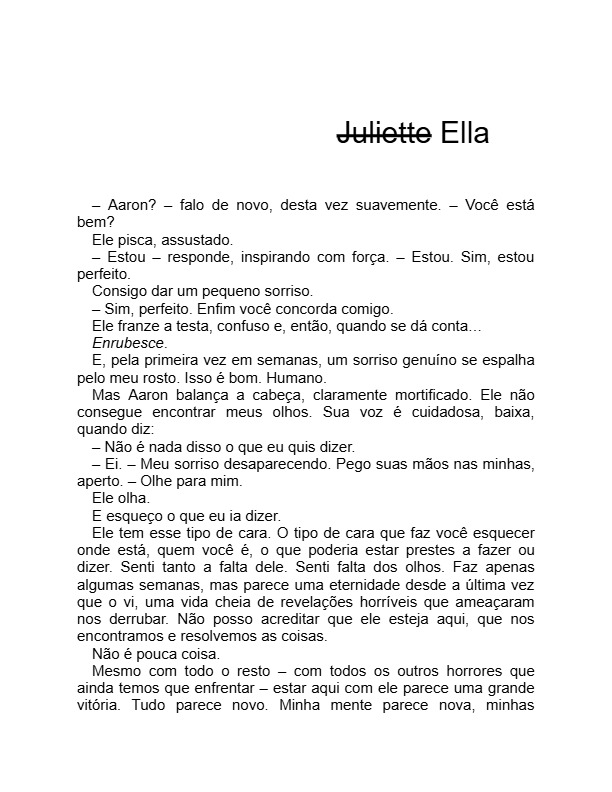 Juliette Ella
– Aaron? – falo de novo, desta vez suavemente. – Você está
bem?
Ele pisca, assustado.
– Estou – responde, inspirando com força. – Estou. Sim, estou
perfeito.
Consigo dar um pequeno sorriso.
– Sim, perfeito. Enfim você concorda comigo.
Ele franze a testa, confuso e, então, quando se dá conta…
Enrubesce.
E, pela primeira vez em semanas, um sorriso genuíno se espalha
pelo meu rosto. Isso é bom. Humano.
Mas Aaron balança a cabeça, claramente mortificado. Ele não
consegue encontrar meus olhos. Sua voz é cuidadosa, baixa,
quando diz:
– Não é nada disso o que eu quis dizer.
– Ei. – Meu sorriso desaparecendo. Pego suas mãos nas minhas,
aperto. – Olhe para mim.
Ele olha.
E esqueço o que eu ia dizer.
Ele tem esse tipo de cara. O tipo de cara que faz você esquecer
onde está, quem você é, o que poderia estar prestes a fazer ou
dizer. Senti tanto a falta dele. Senti falta dos olhos. Faz apenas
algumas semanas, mas parece uma eternidade desde a última vez
que o vi, uma vida cheia de revelações horríveis que ameaçaram
nos derrubar. Não posso acreditar que ele esteja aqui, que nos
encontramos e resolvemos as coisas.
Não é pouca coisa.
Mesmo com todo o resto – com todos os outros horrores que
ainda temos que enfrentar – estar aqui com ele parece uma grande
vitória. Tudo parece novo. Minha mente parece nova, minhas